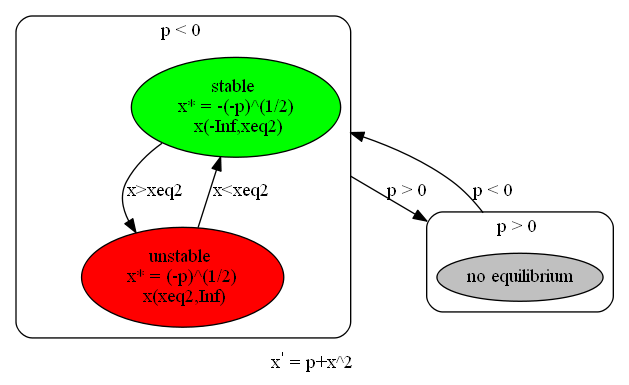 p < 0
stable
x* = -(-p)^(1/2)
x(-Inf,xeq2)
x>xeq2
x<xeq2
p > 0
p < 0
unstable
x* = (-p)^(1/2)
x(xeq2,Inf)
p > 0
no equilibrium
x' = p+x^2